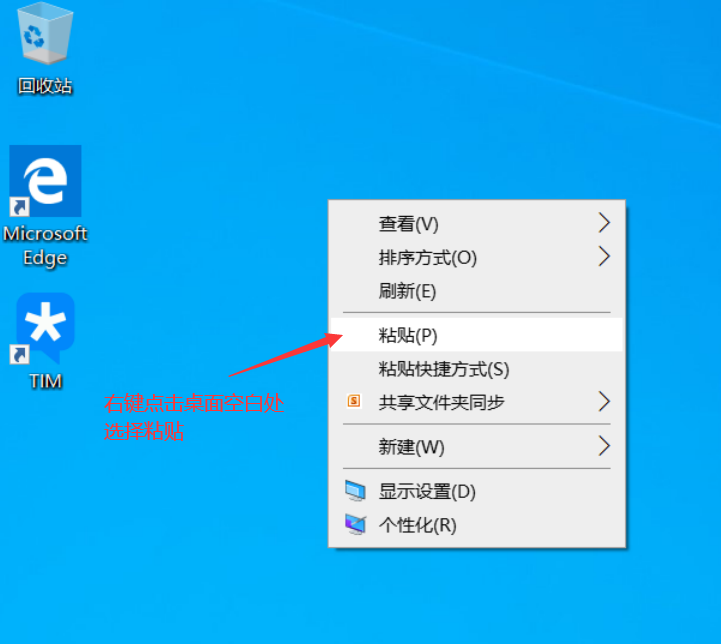 回收站
Microsoft
Edge
TIM
查看(V)
排序方式(O)
刷新(E)
粘贴(P)
粘贴快捷方式(S)
共享文件夹同步
新建(W)
显示设置(D)
个性化(R)
右键点击桌面空白处
选择粘贴